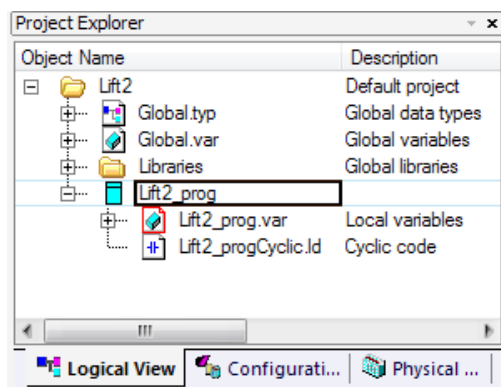 Project Explorer
Object Name Description
Lift2 Default project
Global.typ Global data types
Global.var Global variables
Libraries Global libraries
Lift2_prog
Lift2_prog.var Local variables
Lift2_progCyclic.ld Cyclic code
Logical View Configurati... Physical ...